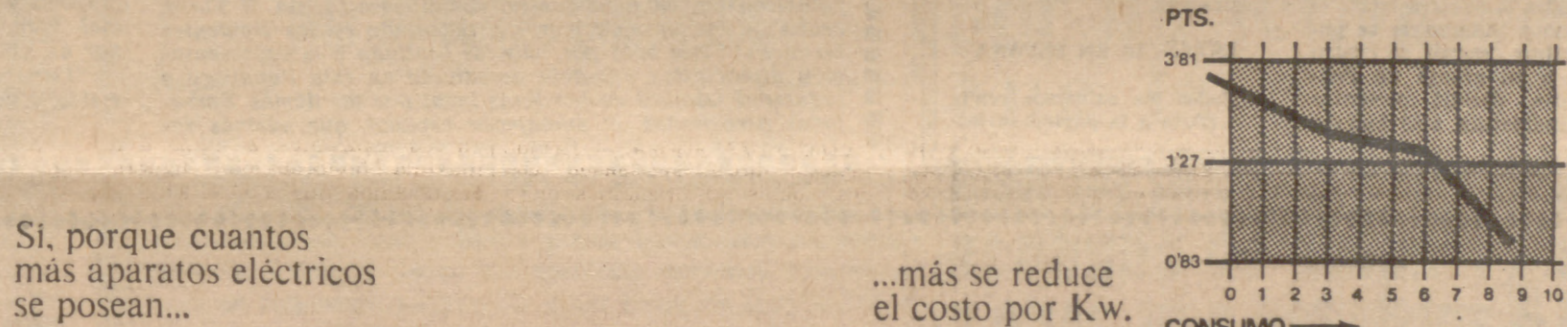 Si, porque cuantos
más aparatos eléctricos
se posean...
...más se reduce
el costo por Kw.
PTS.
3'81
1'27
0'83
0 1 2 3 4 5 6 7 8 9 10
CONSUMO